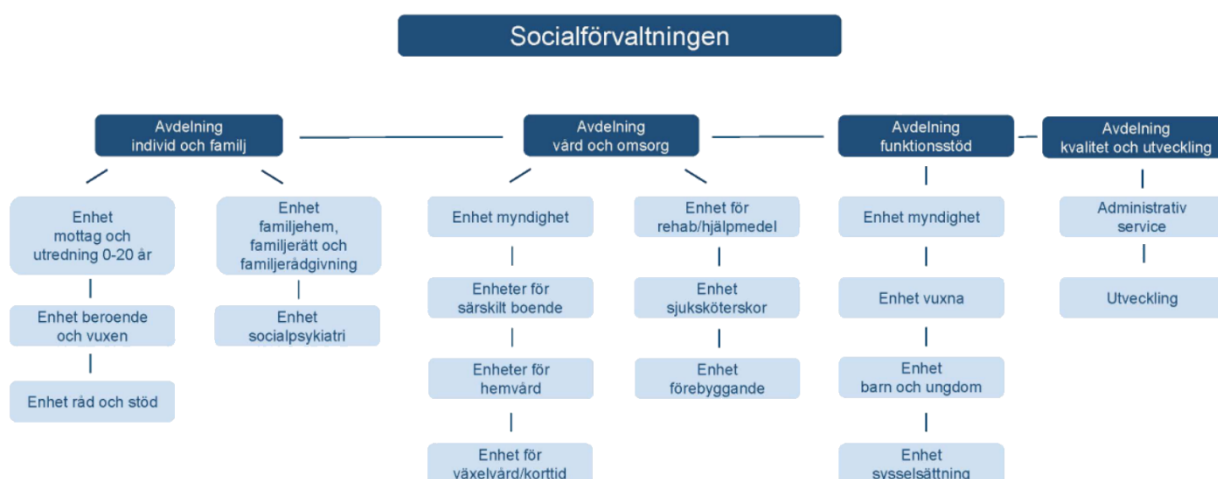 Socialförvaltningen
Avdelning
individ och familj
Avdelning
vård och omsorg
Avdelning
funktionsstöd
Avdelning
kvalitet och utveckling
Enhet
mottag och
utredning 0-20 år
Enhet beroende
och vuxen
Enhet råd och stöd
Enhet
familjehem,
familjerätt och
familjerådgivning
Enhet
socialpsykiatri
Enhet myndighet
Enheter för
särskilt boende
Enheter för
hemvård
Enhet för
växelvård/korttid
Enhet för
rehab/hjälpmedel
Enhet
sjuksköterskor
Enhet
förebyggande
Enhet myndighet
Enhet vuxna
Enhet
barn och ungdom
Enhet
sysselsättning
Administrativ
service
Utveckling